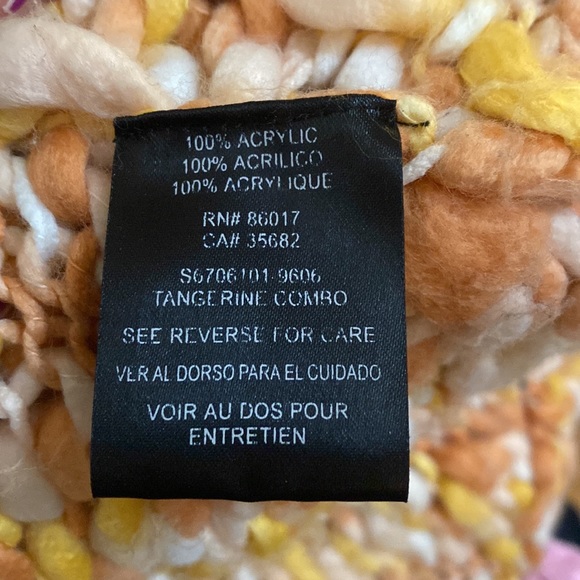 100% ACRYLIC
100% ACRILICO
100% ACRYLIQUE
RN# 86017
CA# 35682
S6706101-9606
TANGERINE COMBO
SEE REVERSE FOR CARE
VER AL DORSO PARA EL CUIDADO
VOIR AU DOS POUR
ENTRETIEN